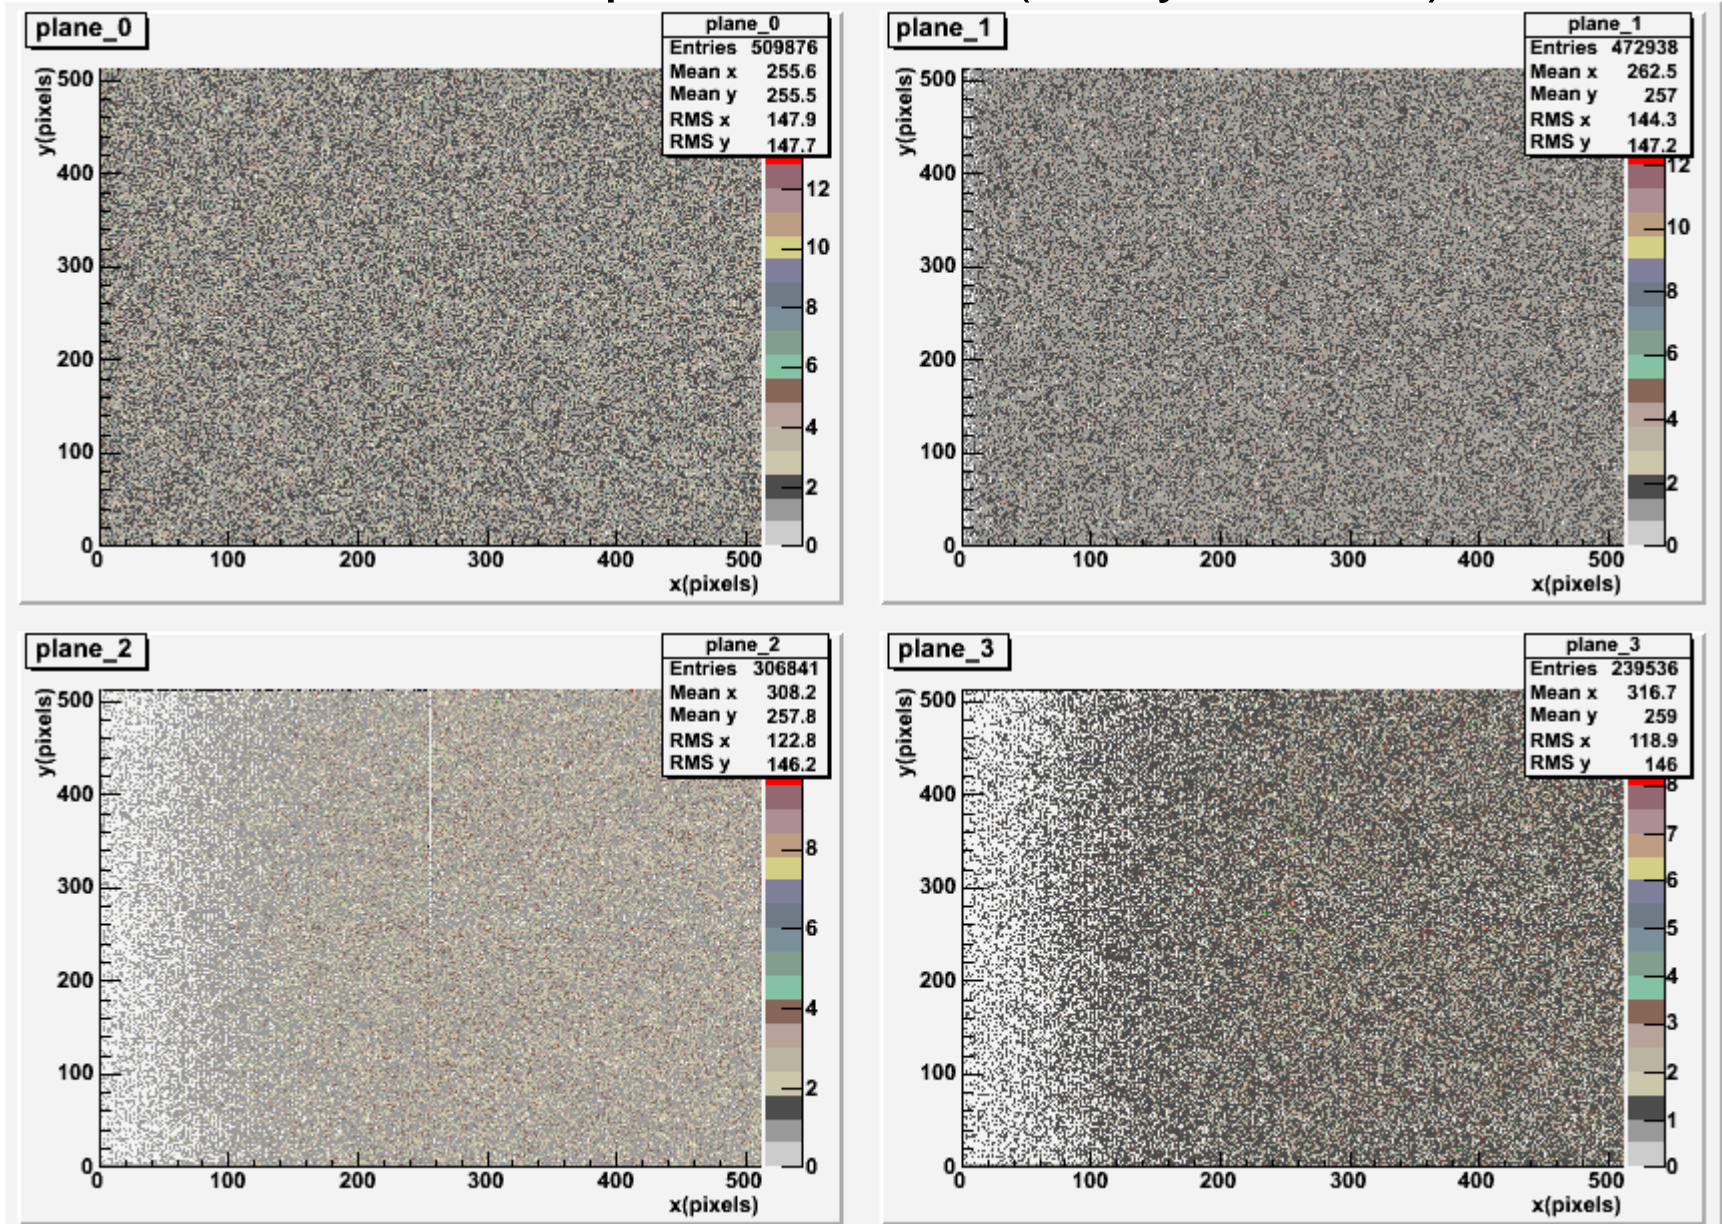 plane_0
plane_0
Entries 509876
Mean x 255.6
Mean y 255.5
RMS x 147.9
RMS y 147.7
y(pixels)
500
400
300
200
100
0
0 100 200 300 400 500
x(pixels)
12
10
8
6
4
2
0
plane_1
plane_1
Entries 472938
Mean x 262.5
Mean y 257
RMS x 144.3
RMS y 147.2
y(pixels)
500
400
300
200
100
0
0 100 200 300 400 500
x(pixels)
12
10
8
6
4
2
0
plane_2
plane_2
Entries 306841
Mean x 308.2
Mean y 257.8
RMS x 122.8
RMS y 146.2
y(pixels)
500
400
300
200
100
0
0 100 200 300 400 500
x(pixels)
8
6
4
2
0
plane_3
plane_3
Entries 239536
Mean x 316.7
Mean y 259
RMS x 118.9
RMS y 146
y(pixels)
500
400
300
200
100
0
0 100 200 300 400 500
x(pixels)
8
7
6
5
4
3
2
1
0